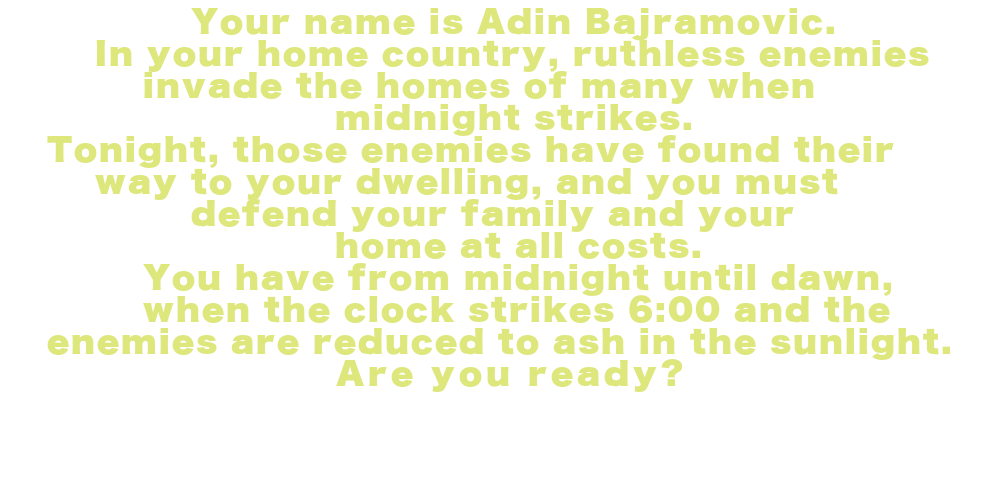 Your name is Adin Bajramovic.
In your home country, ruthless enemies
invade the homes of many when
midnight strikes.
Tonight, those enemies have found their
way to your dwelling, and you must
defend your family and your
home at all costs.
You have from midnight until dawn,
when the clock strikes 6:00 and the
enemies are reduced to ash in the sunlight.
Are you ready?